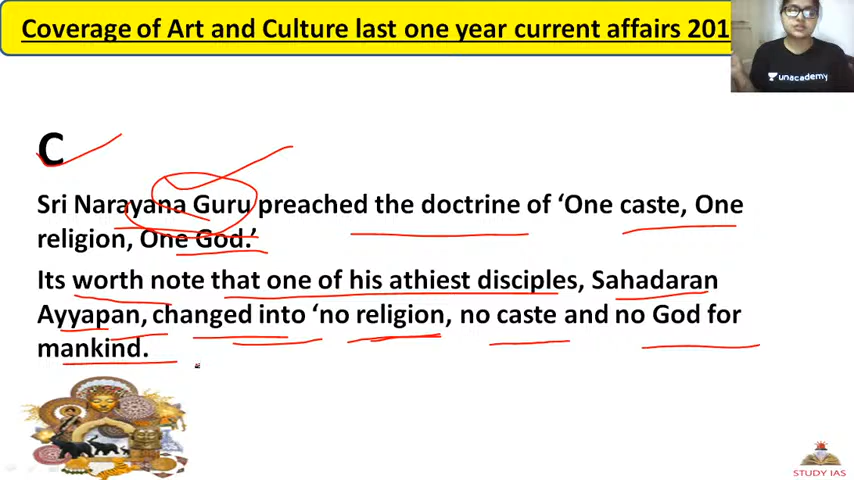 Coverage of Art and Culture last one year current affairs 201
unacademy
C
Sri Narayana Guru preached the doctrine of ‘One caste, One
religion, One God.’
Its worth note that one of his athiest disciples, Sahadaran
Ayyapan, changed into ‘no religion, no caste and no God for
mankind.
STUDY IAS